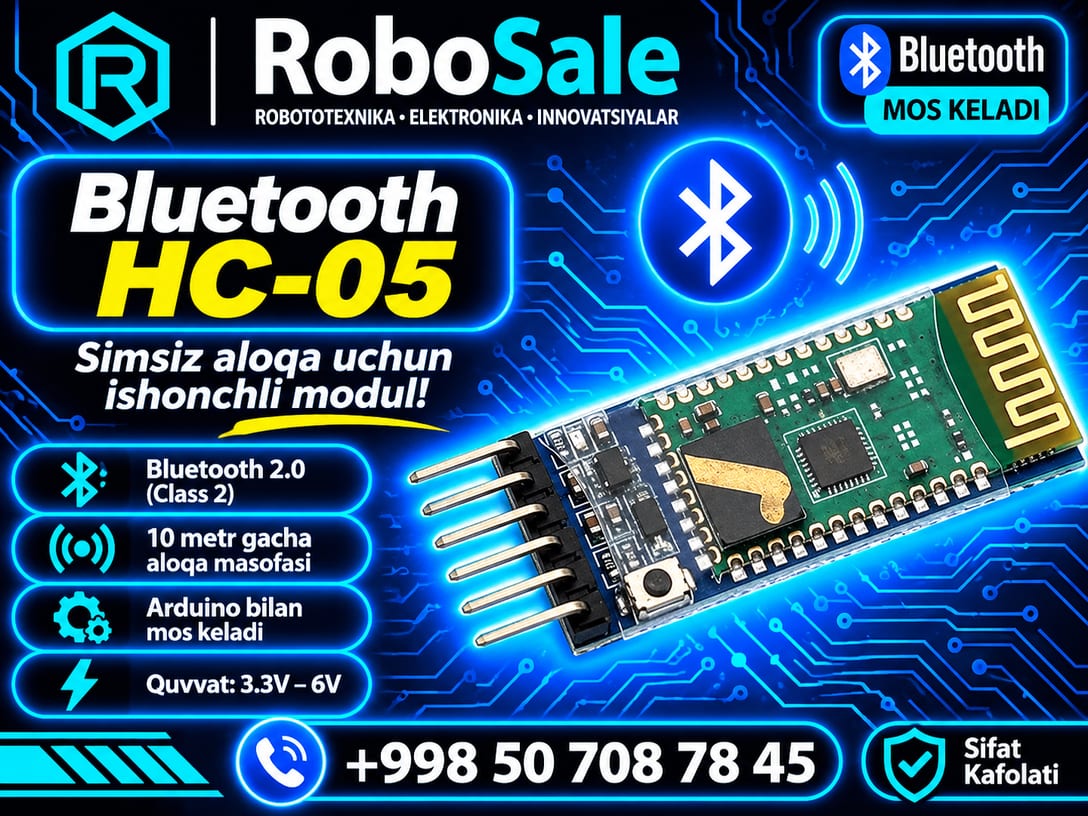 RoboSale
ROBOTOTEXNIKA • ELEKTRONIKA • INNOVATSIYALAR
Bluetooth
MOS KELADI
Bluetooth
HC-05
Simsiz aloqa uchun
ishonchli modul!
Bluetooth 2.0
(Class 2)
10 metr gacha
aloqa masofasi
Arduino bilan
mos keladi
Quvvat: 3.3V – 6V
+998 50 708 78 45
Sifat
Kafolati